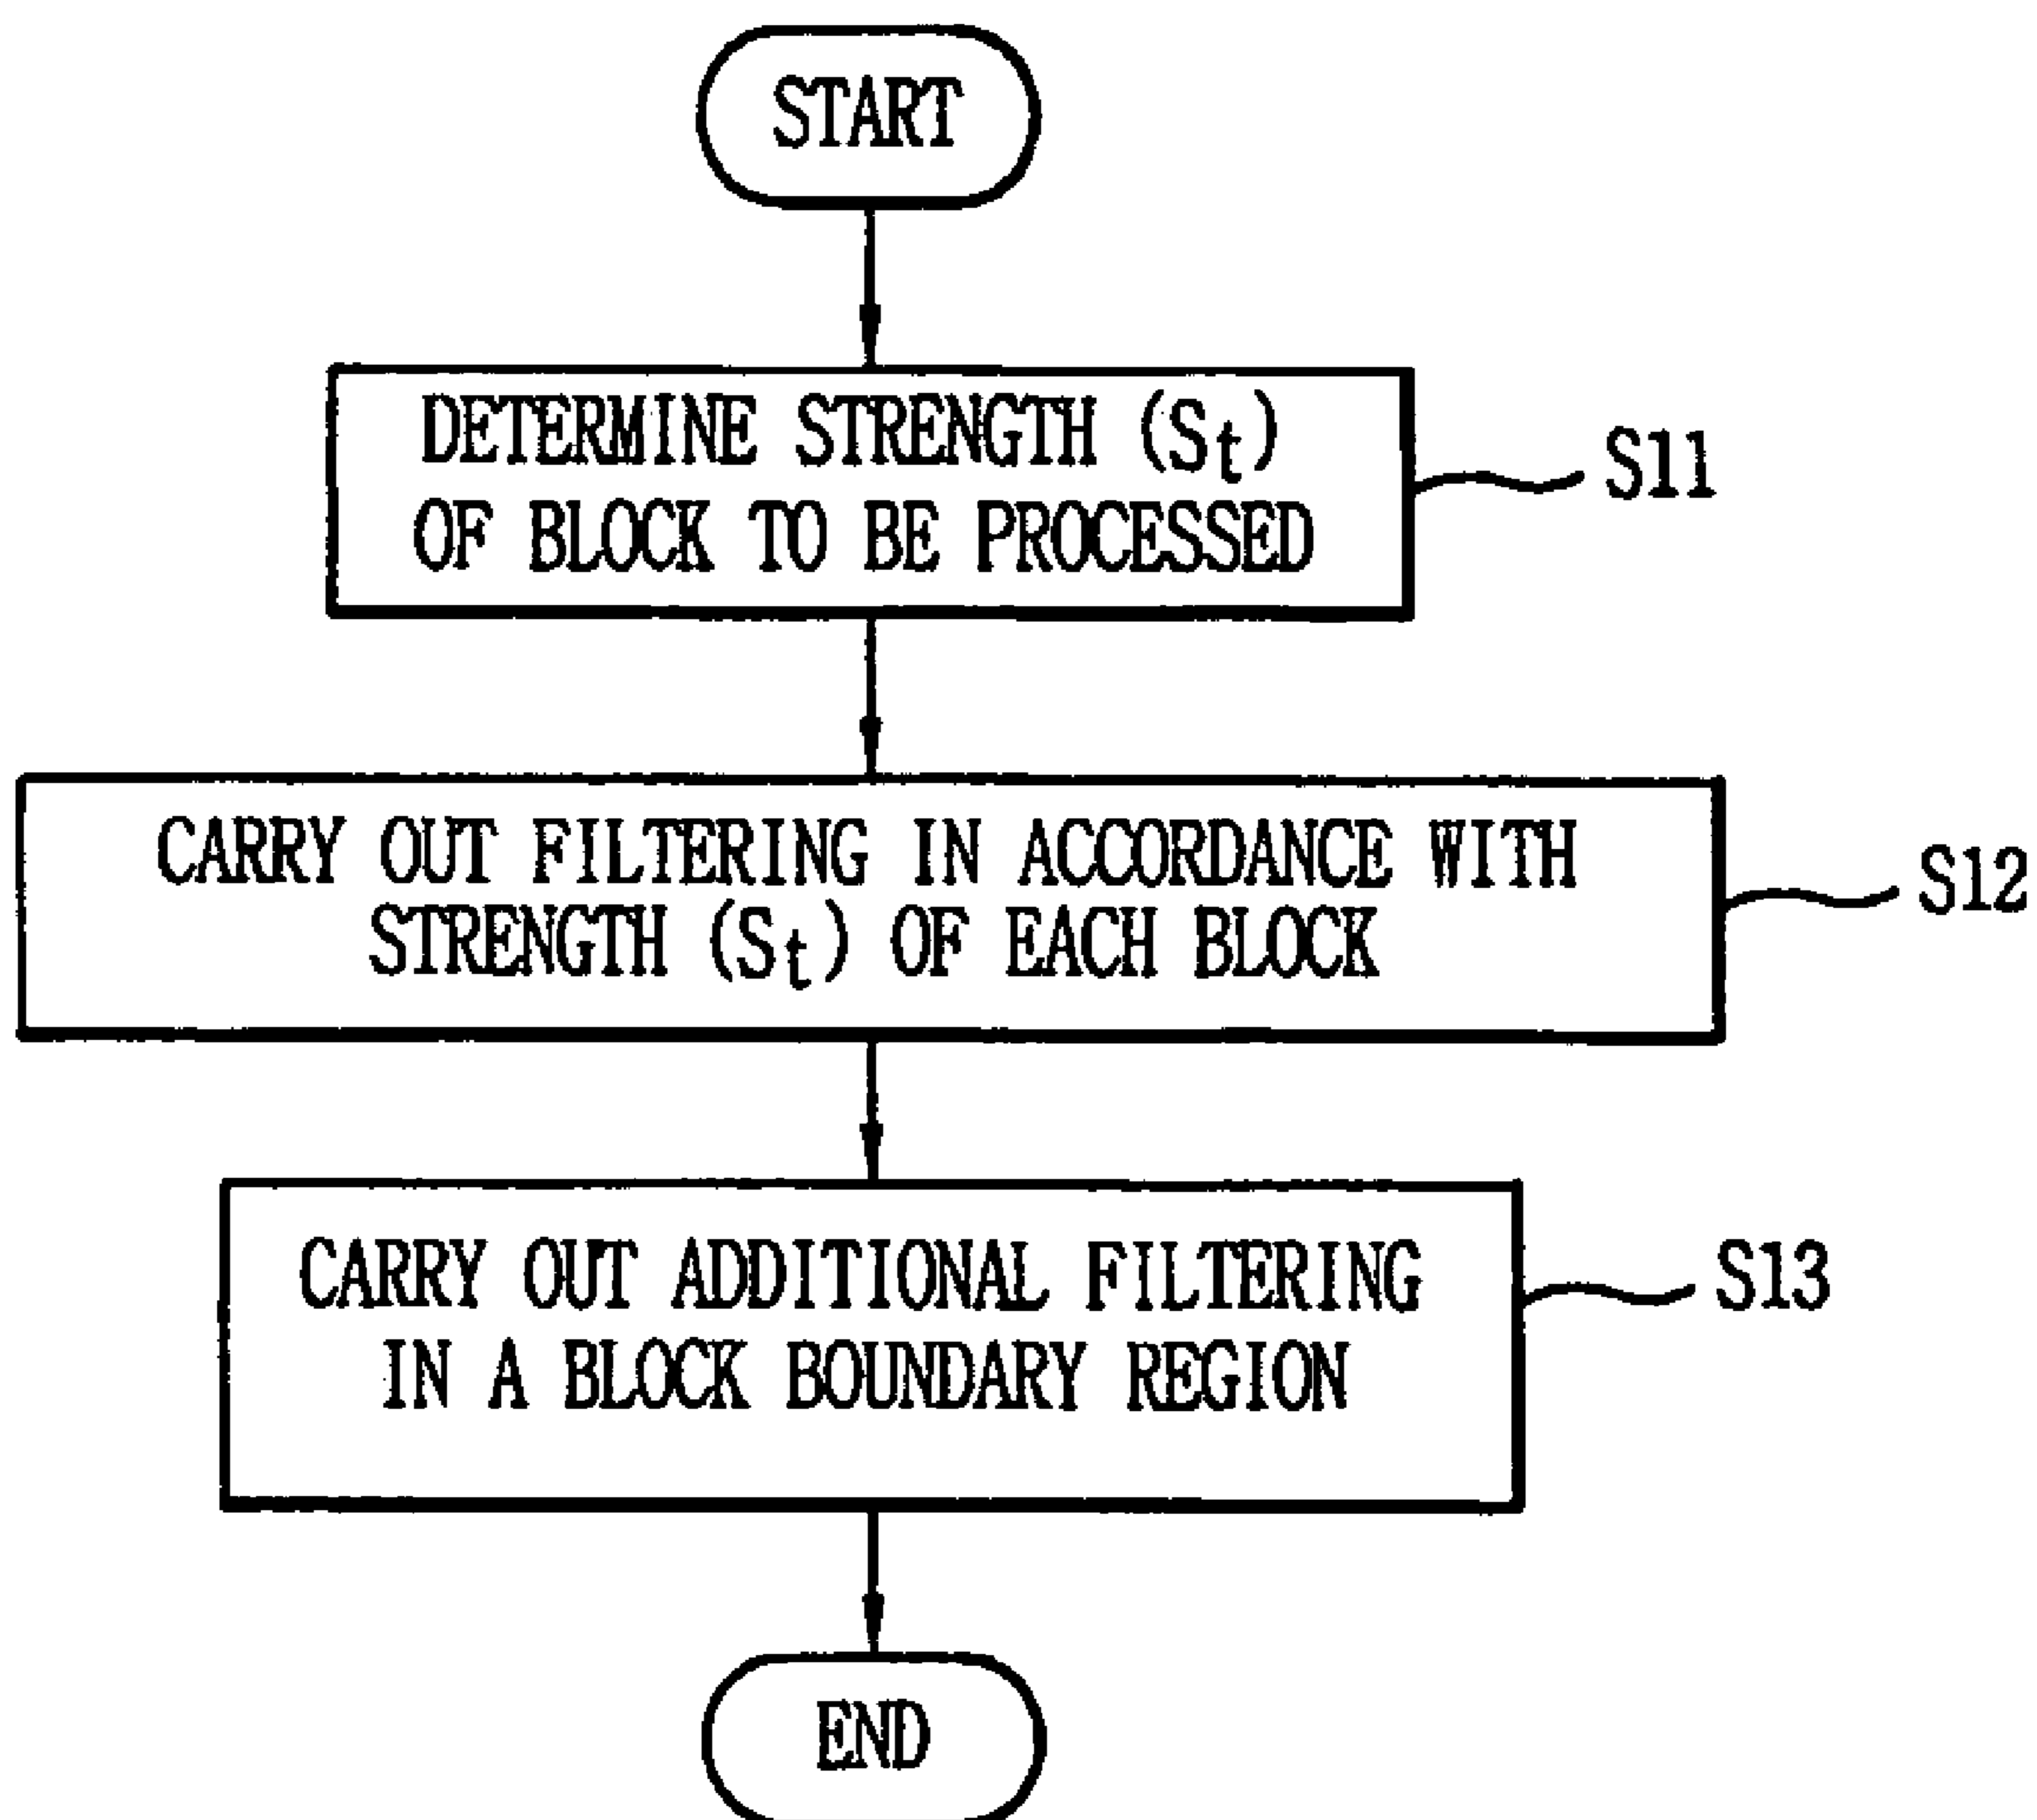 START
DETERMINE STRENGTH (St)
OF BLOCK TO BE PROCESSED
S11
CARRY OUT FILTERING IN ACCORDANCE WITH
STRENGTH (St) OF EACH BLOCK
S12
CARRY OUT ADDITIONAL FILTERING
IN A BLOCK BOUNDARY REGION
S13
END